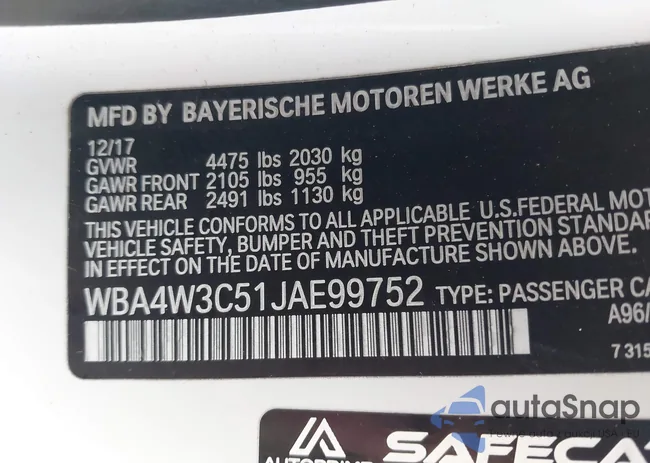 MFD BY BAYERISCHE MOTOREN WERKE AG
12/17
GVWR 4475 lbs 2030 kg
GAWR FRONT 2105 lbs 955 kg
GAWR REAR 2491 lbs 1130 kg
THIS VEHICLE CONFORMS TO ALL APPLICABLE U.S.FEDERAL MOT
VEHICLE SAFETY, BUMPER AND THEFT PREVENTION STANDAR
IN EFFECT ON THE DATE OF MANUFACTURE SHOWN ABOVE.
WBA4W3C51JAE99752 TYPE: PASSENGER CA
A96/
7 315
autoSnap
SAFECA